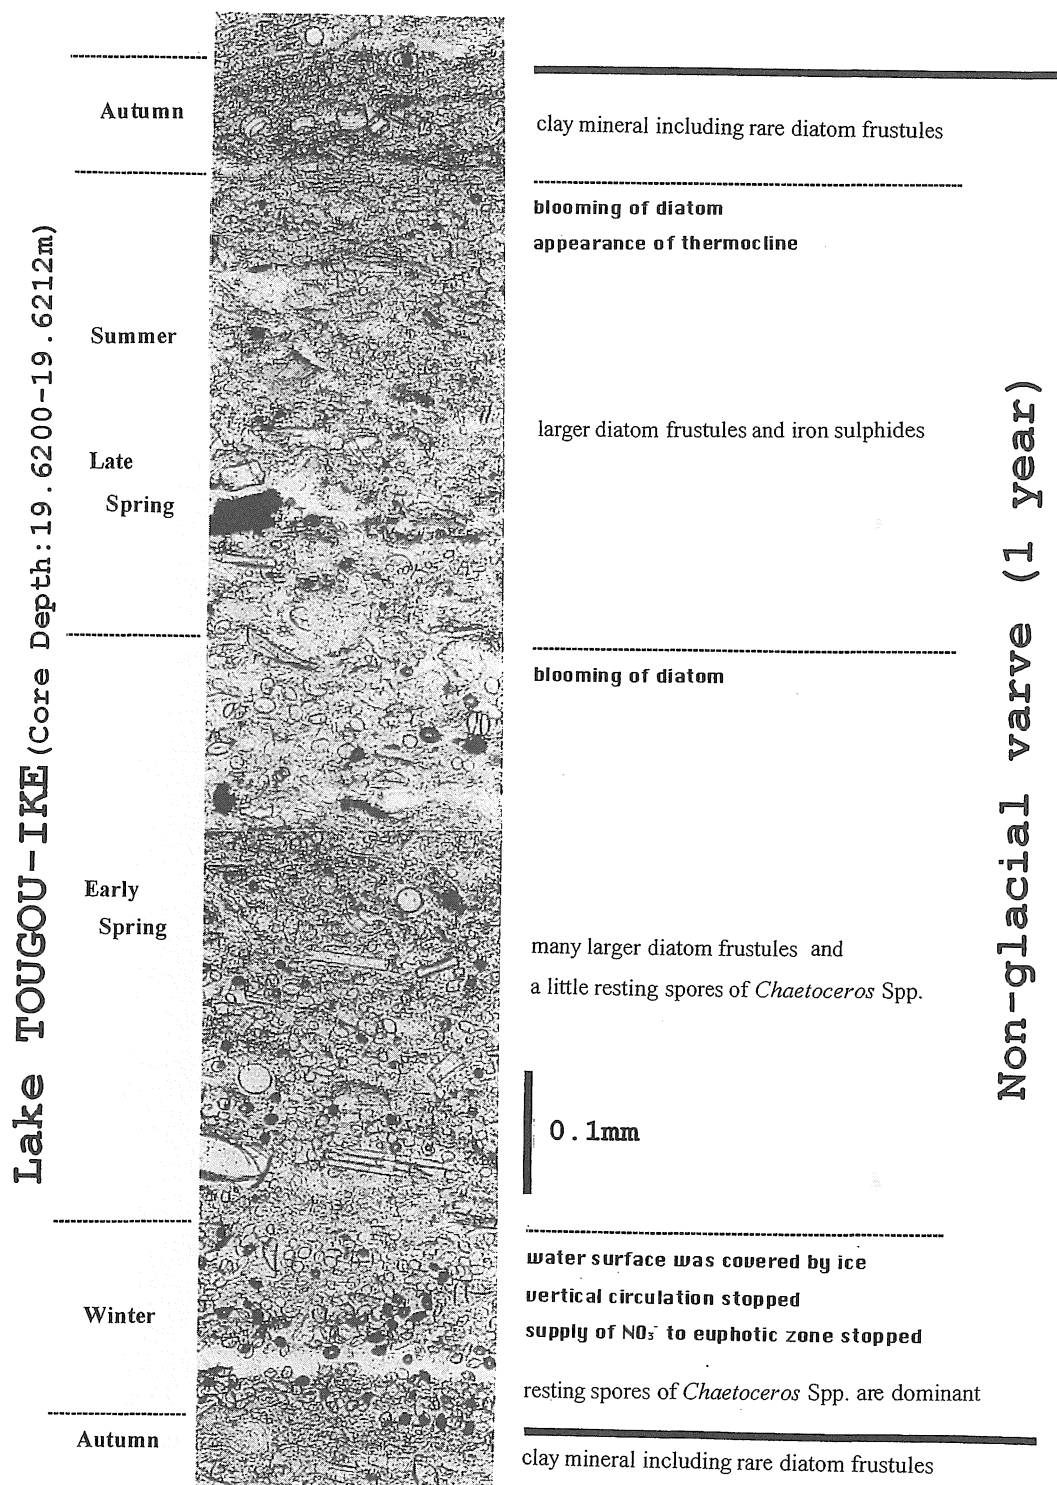 Lake TOUGOU-IKE(Core Depth:19.6200-19.6212m)
Autumn
Summer
Late
Spring
Early
Spring
Winter
Autumn
clay mineral including rare diatom frustules
blooming of diatom
appearance of thermocline
larger diatom frustules and iron sulphides
blooming of diatom
many larger diatom frustules and
a little resting spores of Chaetoceros Spp.
0.1mm
water surface was covered by ice
vertical circulation stopped
supply of NO₃⁻ to euphotic zone stopped
resting spores of Chaetoceros Spp. are dominant
clay mineral including rare diatom frustules
Non-glacial varve (1 year)